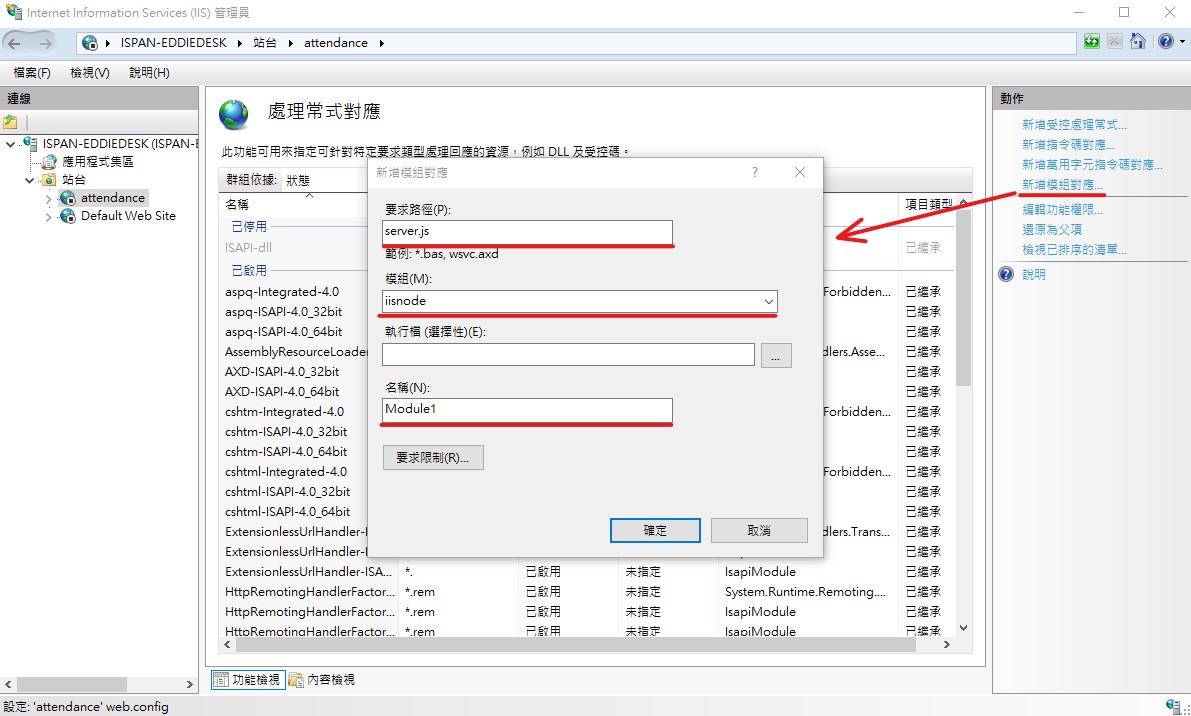 Internet Information Services (IIS) 管理員
ISPAN-EDDIEDESK 站台 attendance
檔案(F) 檢視(V) 說明(H)
連線
ISPAN-EDDIEDESK (ISPAN-E
應用程式集區
站台
attendance
Default Web Site
處理常式對應
此功能可用來指定可針對特定要求類型處理回應的資源，例如 DLL 及受控碼。
群組依據: 狀態
名稱 項目類型
已停用
ISAPI-dll 已繼承
已啟用
aspq-Integrated-4.0 Forbidden... 已繼承
aspq-ISAPI-4.0_32bit 已繼承
aspq-ISAPI-4.0_64bit 已繼承
AssemblyResourceLoader dlers.Asse... 已繼承
AXD-ISAPI-4.0_32bit 已繼承
AXD-ISAPI-4.0_64bit 已繼承
cshtm-Integrated-4.0 Forbidden... 已繼承
cshtm-ISAPI-4.0_32bit 已繼承
cshtm-ISAPI-4.0_64bit 已繼承
cshtml-Integrated-4.0 Forbidden... 已繼承
cshtml-ISAPI-4.0_32bit 已繼承
cshtml-ISAPI-4.0_64bit 已繼承
ExtensionlessUrlHandler-I dlers.Trans... 已繼承
ExtensionlessUrlHandler-I 已繼承
ExtensionlessUrlHandler-ISA... *. 已啟用 未指定 IsapiModule 已繼承
HttpRemotingHandlerFactor... *.rem 已啟用 未指定 System.Runtime.Remoting.... 已繼承
HttpRemotingHandlerFactor... *.rem 已啟用 未指定 IsapiModule 已繼承
HttpRemotingHandlerFactor... *.rem 已啟用 未指定 IsapiModule 已繼承
功能檢視 內容檢視
新增模組對應 ?
要求路徑(P):
server.js
範例: *.bas, wsvc.axd
模組(M):
iisnode
執行檔 (選擇性)(E):
...
名稱(N):
Module1
要求限制(R)...
確定 取消
動作
新增受控處理常式...
新增指令碼對應...
新增萬用字元指令碼對應...
新增模組對應...
編輯功能權限...
還原為父項
檢視已排序的清單...
說明
設定: 'attendance' web.config